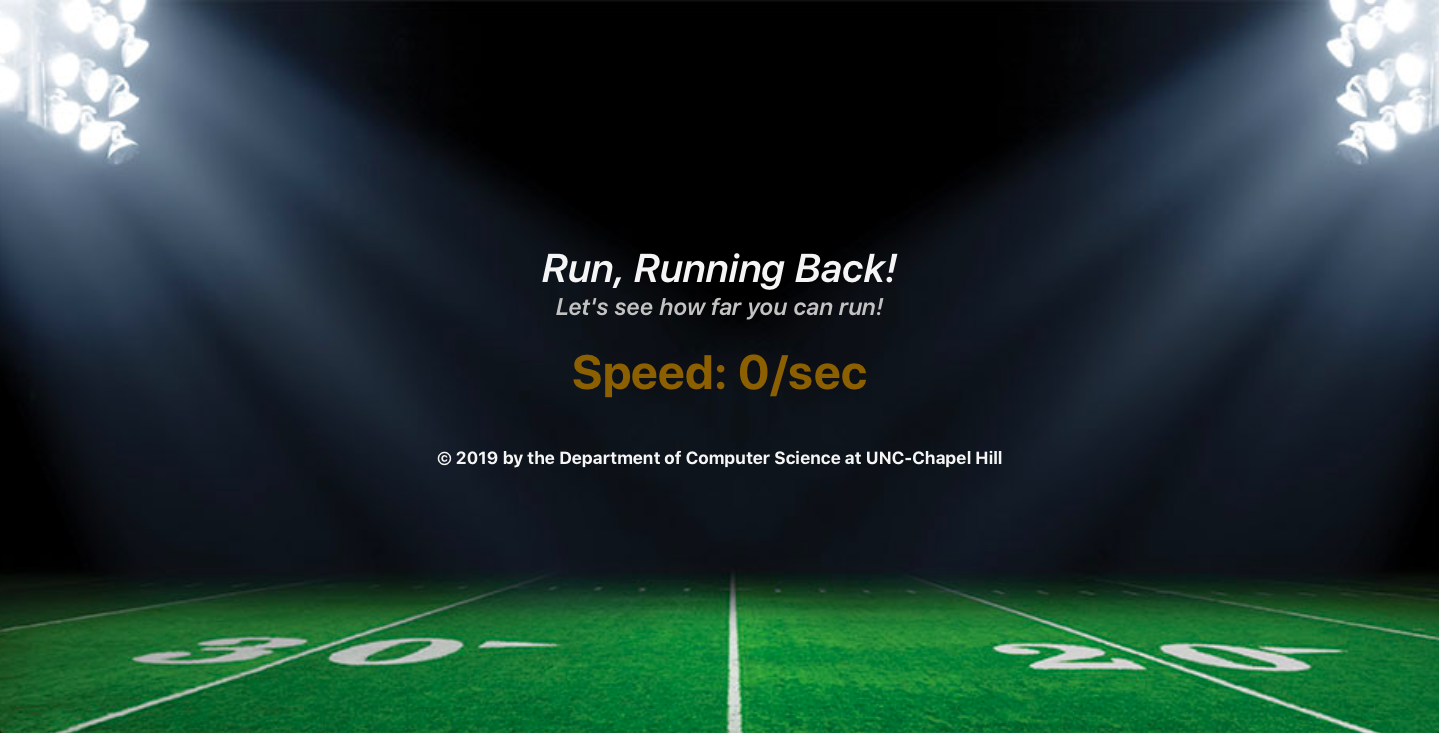 Run, Running Back!
Let's see how far you can run!
Speed: 0/sec
© 2019 by the Department of Computer Science at UNC-Chapel Hill
30 20